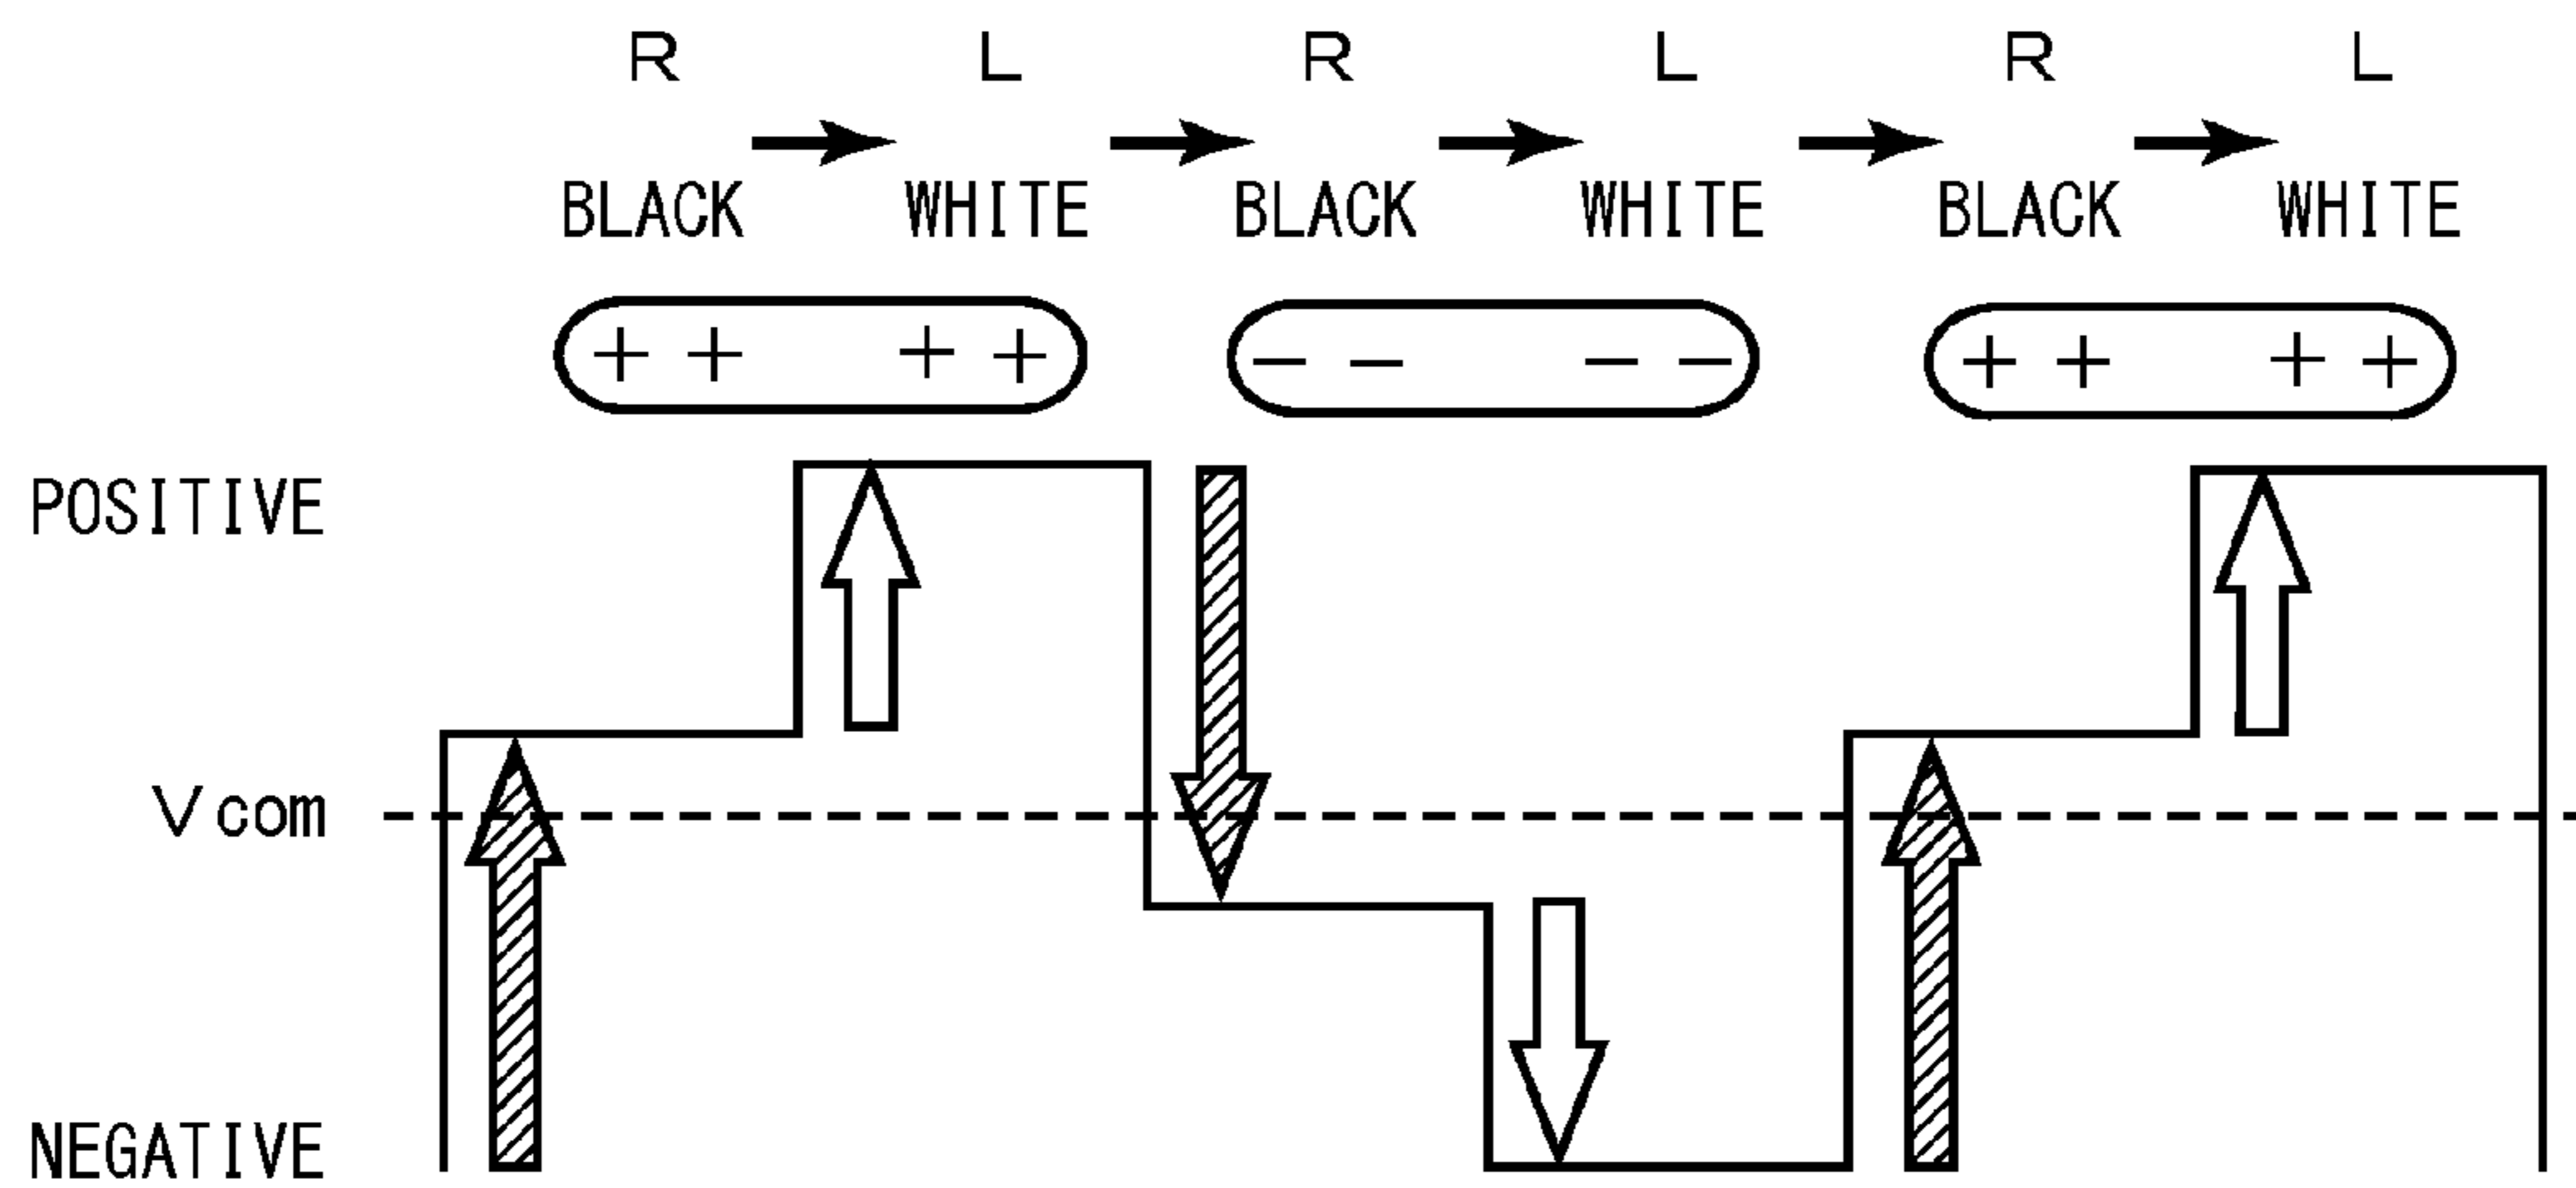 R L R L R L
BLACK WHITE BLACK WHITE BLACK WHITE
+ + + + − − − − + + + +
POSITIVE
Vcom
NEGATIVE